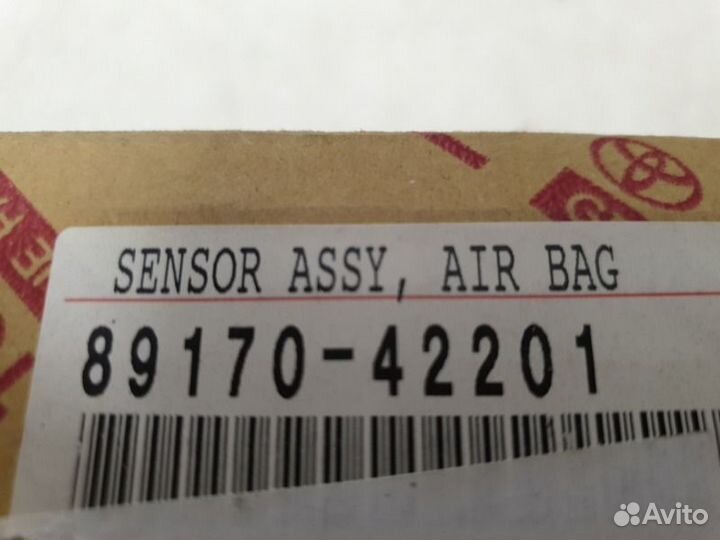 SENSOR ASSY, AIR BAG
89170-42201
Avito